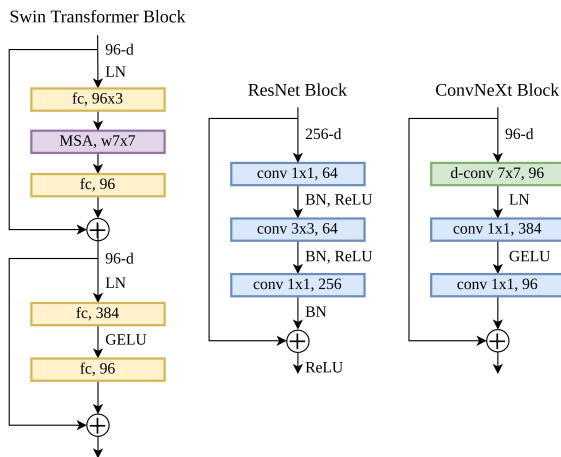 Swin Transformer Block
96-d
LN
fc, 96x3
MSA, w7x7
fc, 96
96-d
LN
fc, 384
GELU
fc, 96
ResNet Block
256-d
conv 1x1, 64
BN, ReLU
conv 3x3, 64
BN, ReLU
conv 1x1, 256
BN
ReLU
ConvNeXt Block
96-d
d-conv 7x7, 96
LN
conv 1x1, 384
GELU
conv 1x1, 96